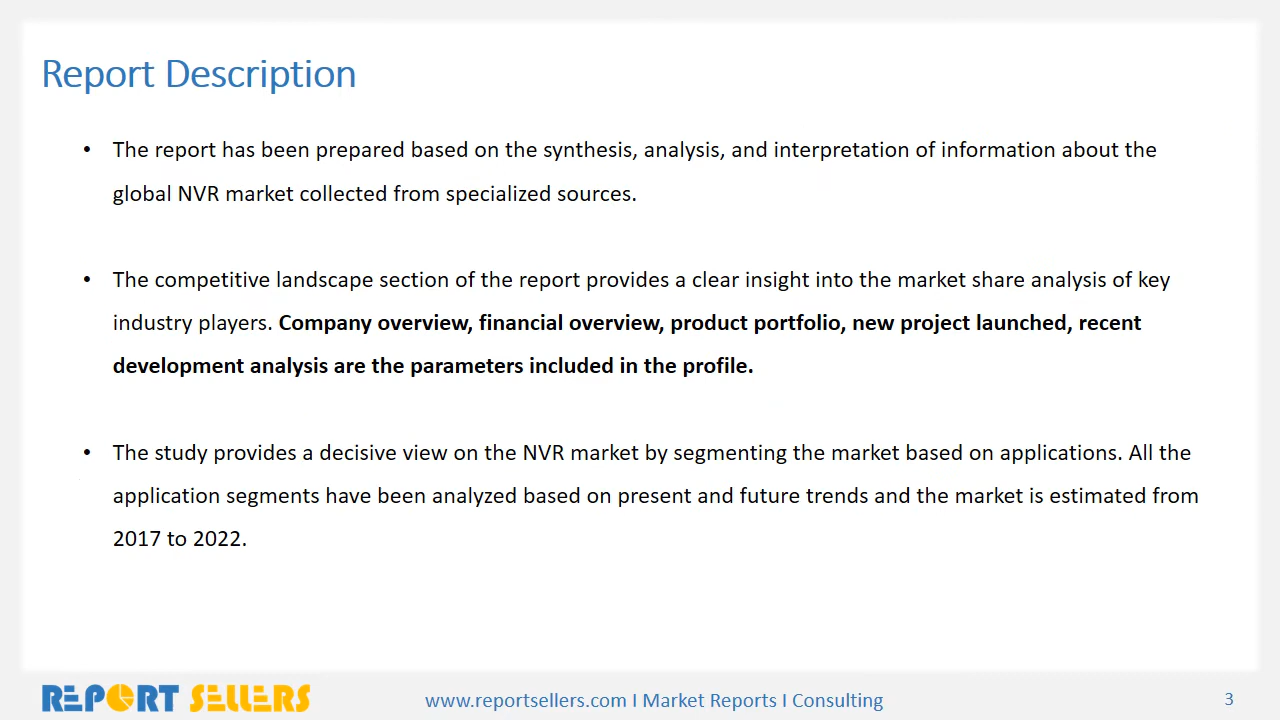 Report Description
• The report has been prepared based on the synthesis, analysis, and interpretation of information about the
global NVR market collected from specialized sources.
• The competitive landscape section of the report provides a clear insight into the market share analysis of key
industry players. Company overview, financial overview, product portfolio, new project launched, recent
development analysis are the parameters included in the profile.
• The study provides a decisive view on the NVR market by segmenting the market based on applications. All the
application segments have been analyzed based on present and future trends and the market is estimated from
2017 to 2022.
REPORT SELLERS
www.reportsellers.com I Market Reports I Consulting
3